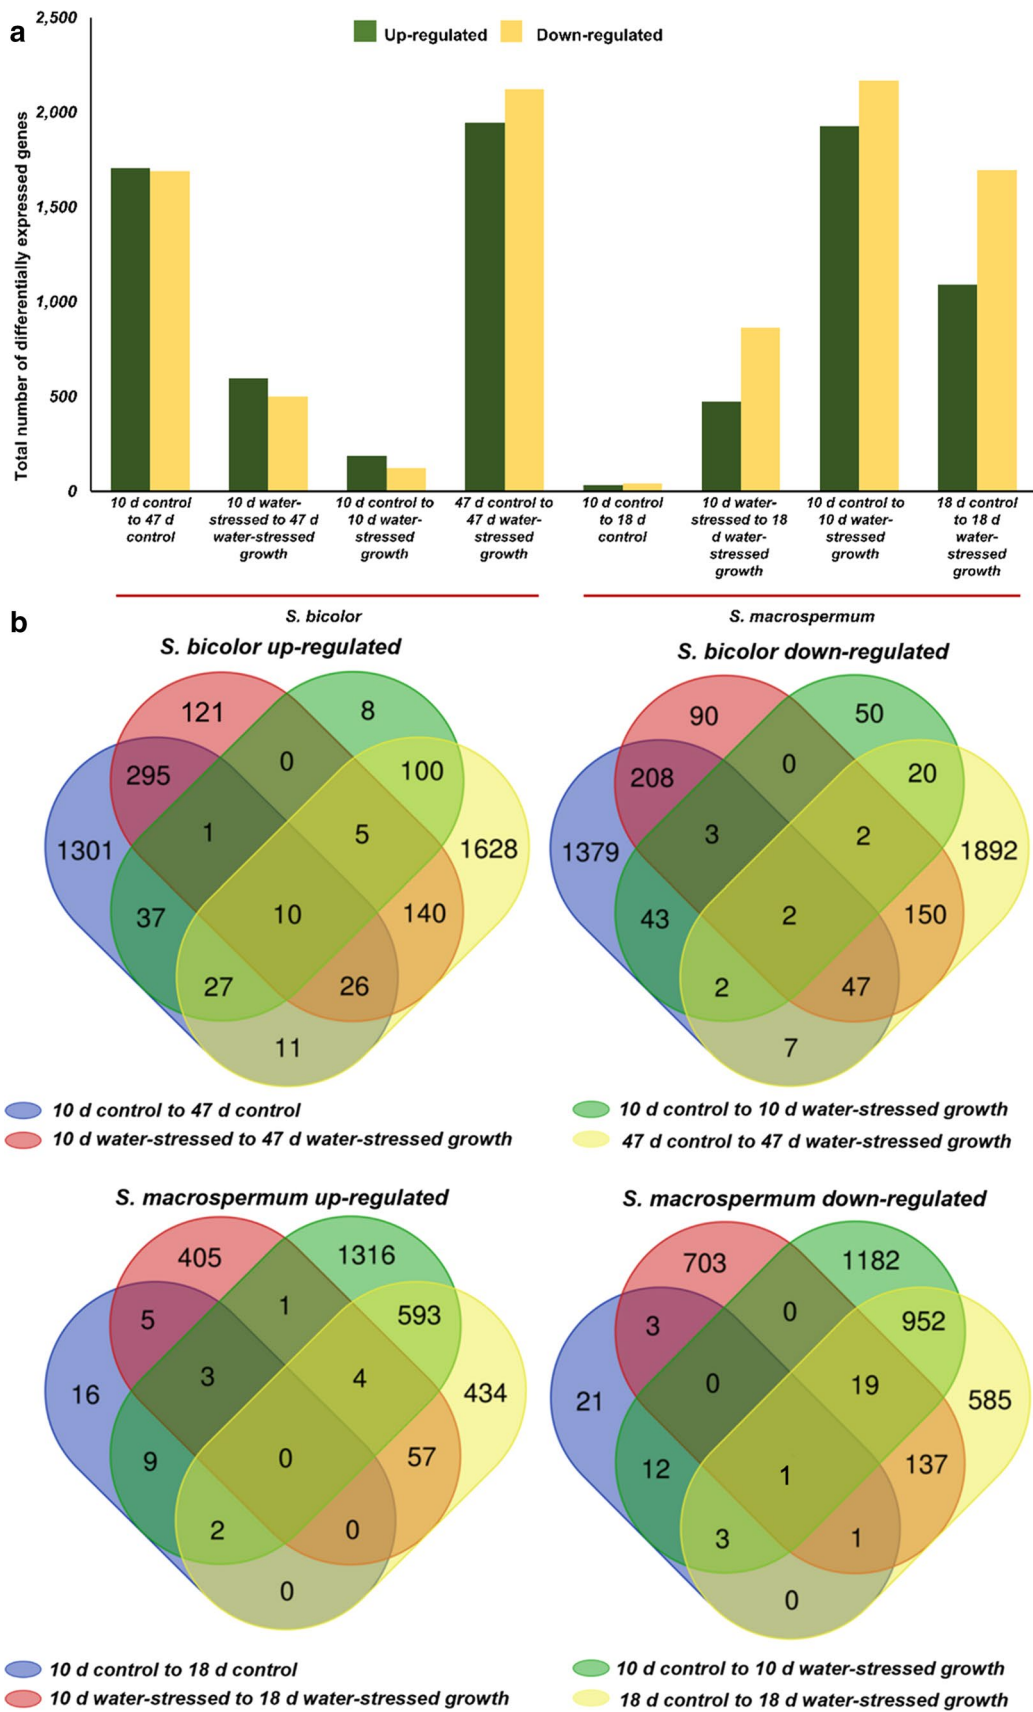 a
2,500
2,000
1,500
1,000
500
0
Total number of differentially expressed genes
Up-regulated Down-regulated
10 d control
to 47 d
control
10 d water-
stressed to 47 d
water-stressed
growth
10 d control to
10 d water-
stressed
growth
47 d control to
47 d water-
stressed
growth
10 d control
to 18 d
control
10 d water-
stressed to 18
d water-
stressed
growth
10 d control to
10 d water-
stressed
growth
18 d control
to 18 d
water-
stressed
growth
S. bicolor
S. macrospermum
b
S. bicolor up-regulated
121
8
295
0
100
1301
1
5
1628
37
10
140
27
26
11
S. bicolor down-regulated
90
50
208
0
20
1379
3
2
1892
43
2
150
2
47
7
10 d control to 47 d control
10 d water-stressed to 47 d water-stressed growth
10 d control to 10 d water-stressed growth
47 d control to 47 d water-stressed growth
S. macrospermum up-regulated
405
1316
5
1
593
16
3
4
434
9
0
57
2
0
0
S. macrospermum down-regulated
703
1182
3
0
952
21
0
19
585
12
1
137
3
1
0
10 d control to 18 d control
10 d water-stressed to 18 d water-stressed growth
10 d control to 10 d water-stressed growth
18 d control to 18 d water-stressed growth